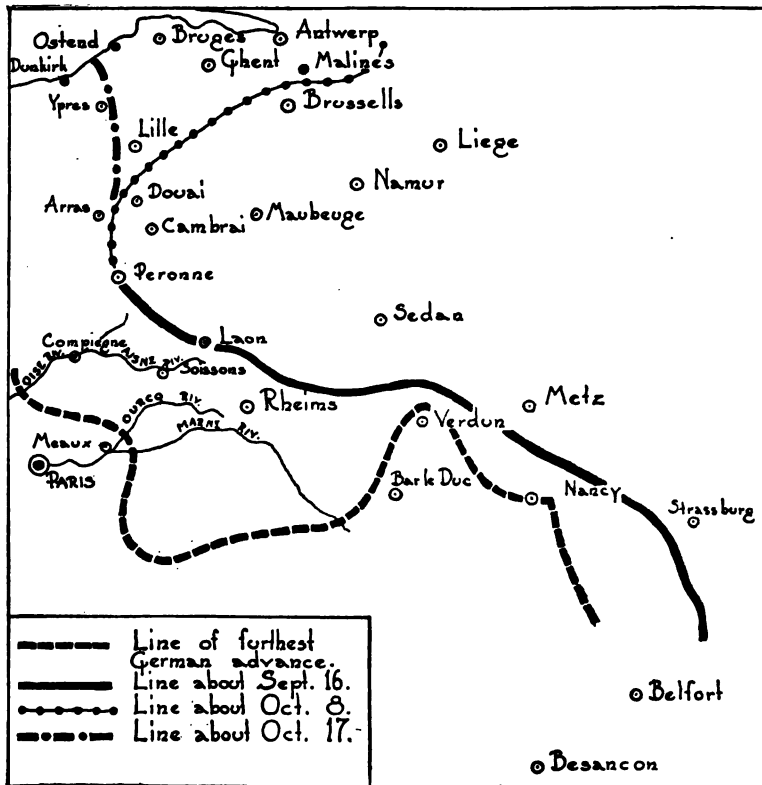 Ostend
Bruges
Antwerp
Dunkirk
Ghent
Malines
Ypres
Brussells
Lille
Liege
Namur
Douai
Arras
Maubeuge
Cambrai
Peronne
Sedan
Laon
Compiegne
OISE RIV.
AISNE RIV.
Soissons
OURCQ RIV.
Rheims
Metz
MARNE RIV.
Verdun
Meaux
PARIS
Bar le Duc
Nancy
Strassburg
Line of furthest
German advance.
Line about Sept. 16.
Line about Oct. 8.
Line about Oct. 17.
Belfort
Besancon